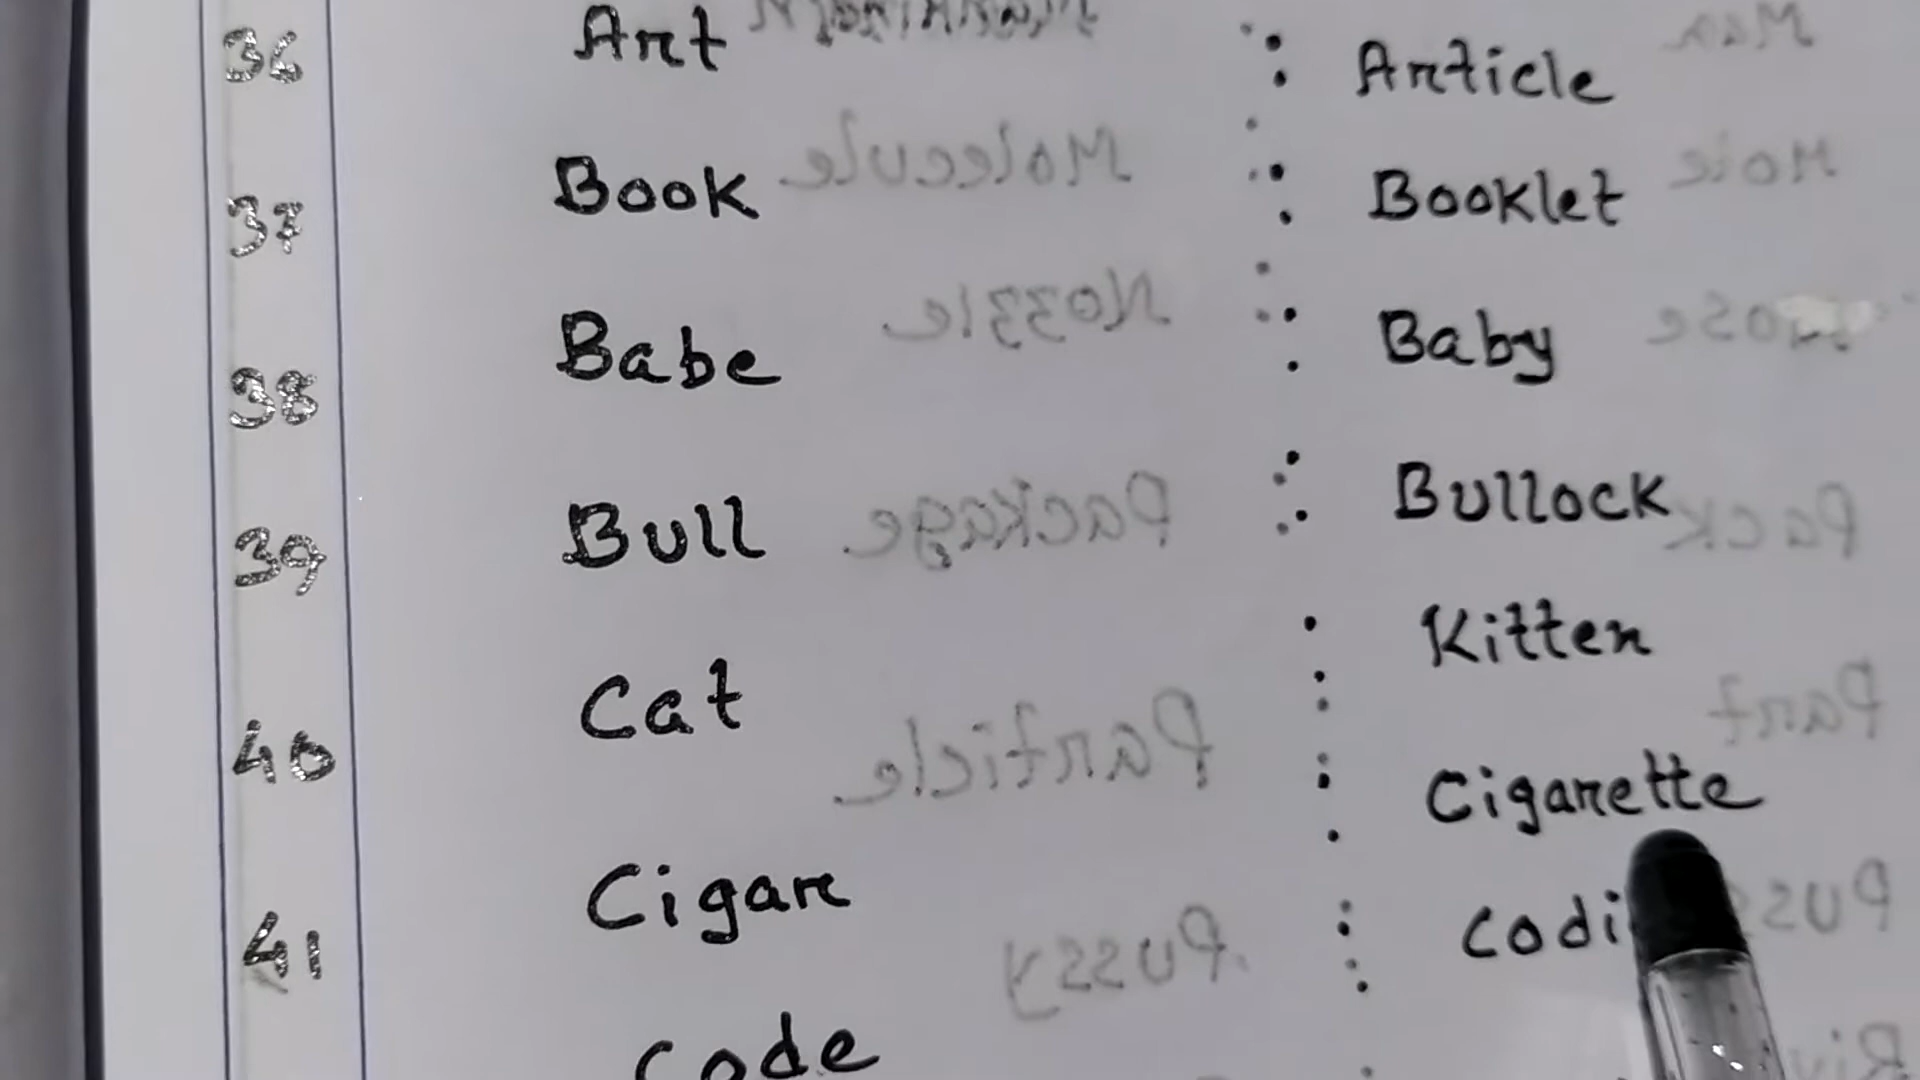 36 Art : Article
37 Book : Booklet
38 Babe : Baby
39 Bull : Bullock
40 Cat : Kitten
41 Cigar : Cigarette
Code : Codi